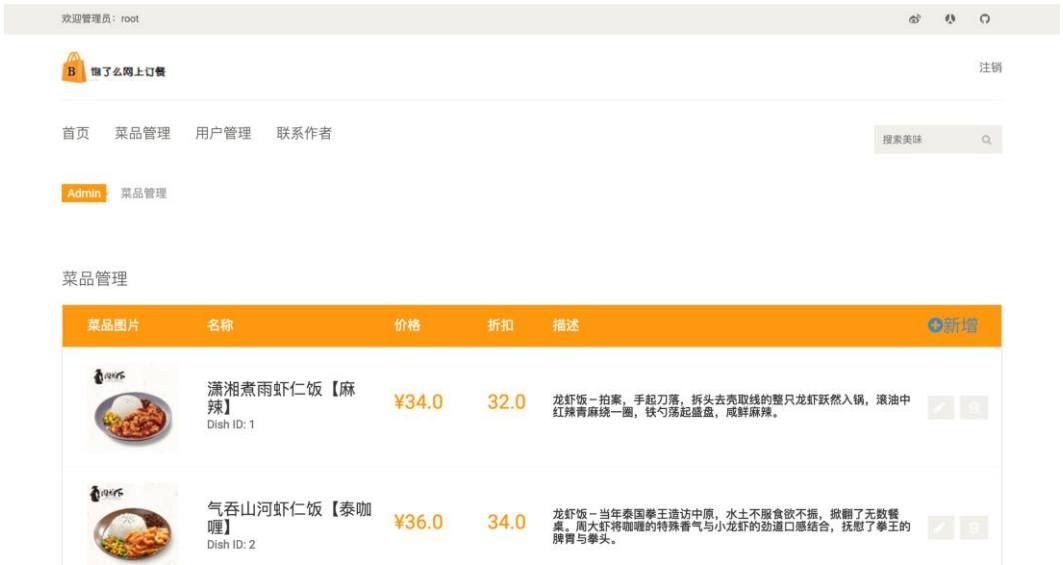 欢迎管理员：root
B 饱了么网上订餐
注销
首页 菜品管理 用户管理 联系作者
搜索美味
Admin 菜品管理
菜品管理
菜品图片 名称 价格 折扣 描述 新增
潇湘煮雨虾仁饭【麻
辣】
Dish ID: 1
¥34.0
32.0
龙虾饭－拍案，手起刀落，拆头去壳取线的整只龙虾跃然入锅，滚油中
红辣青麻绕一圈，铁勺荡起盛盘，咸鲜麻辣。
气吞山河虾仁饭【泰咖
喱】
Dish ID: 2
¥36.0
34.0
龙虾饭－当年泰国拳王造访中原，水土不服食欲不振，掀翻了无数餐
桌。周大虾将咖喱的特殊香气与小龙虾的劲道口感结合，抚慰了拳王的
脾胃与拳头。